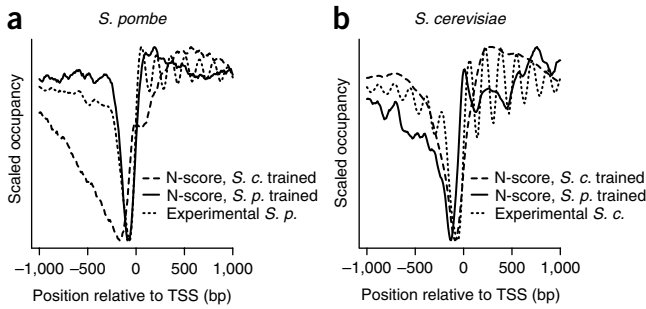 a
S. pombe
Scaled occupancy
N-score, S. c. trained
N-score, S. p. trained
Experimental S. p.
−1,000 −500 0 500 1,000
Position relative to TSS (bp)
b
S. cerevisiae
Scaled occupancy
N-score, S. c. trained
N-score, S. p. trained
Experimental S. c.
−1,000 −500 0 500 1,000
Position relative to TSS (bp)